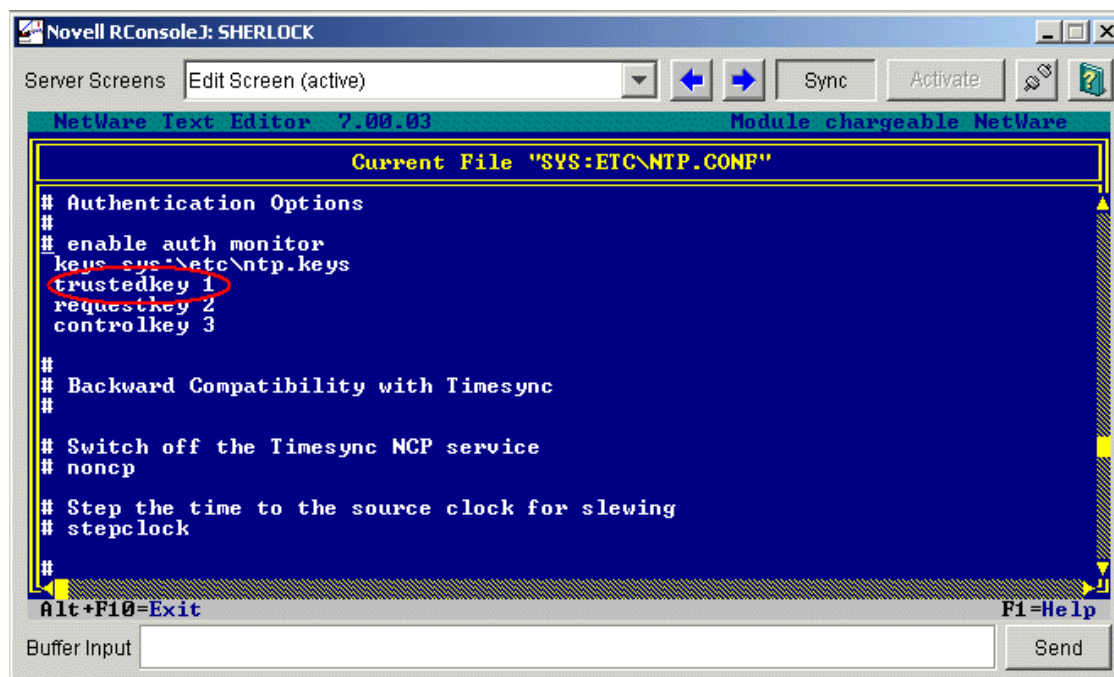 Novell RConsoleJ: SHERLOCK
Server Screens Edit Screen (active) Sync Activate
NetWare Text Editor 7.00.03 Module chargeable NetWare
Current File "SYS:ETC\NTP.CONF"
# Authentication Options
#
# enable auth monitor
keys sys:\etc\ntp.keys
trustedkey 1
requestkey 2
controlkey 3
#
# Backward Compatibility with Timesync
#
# Switch off the Timesync NCP service
# noncp
# Step the time to the source clock for slewing
# stepclock
#
Alt+F10=Exit F1=Help
Buffer Input Send